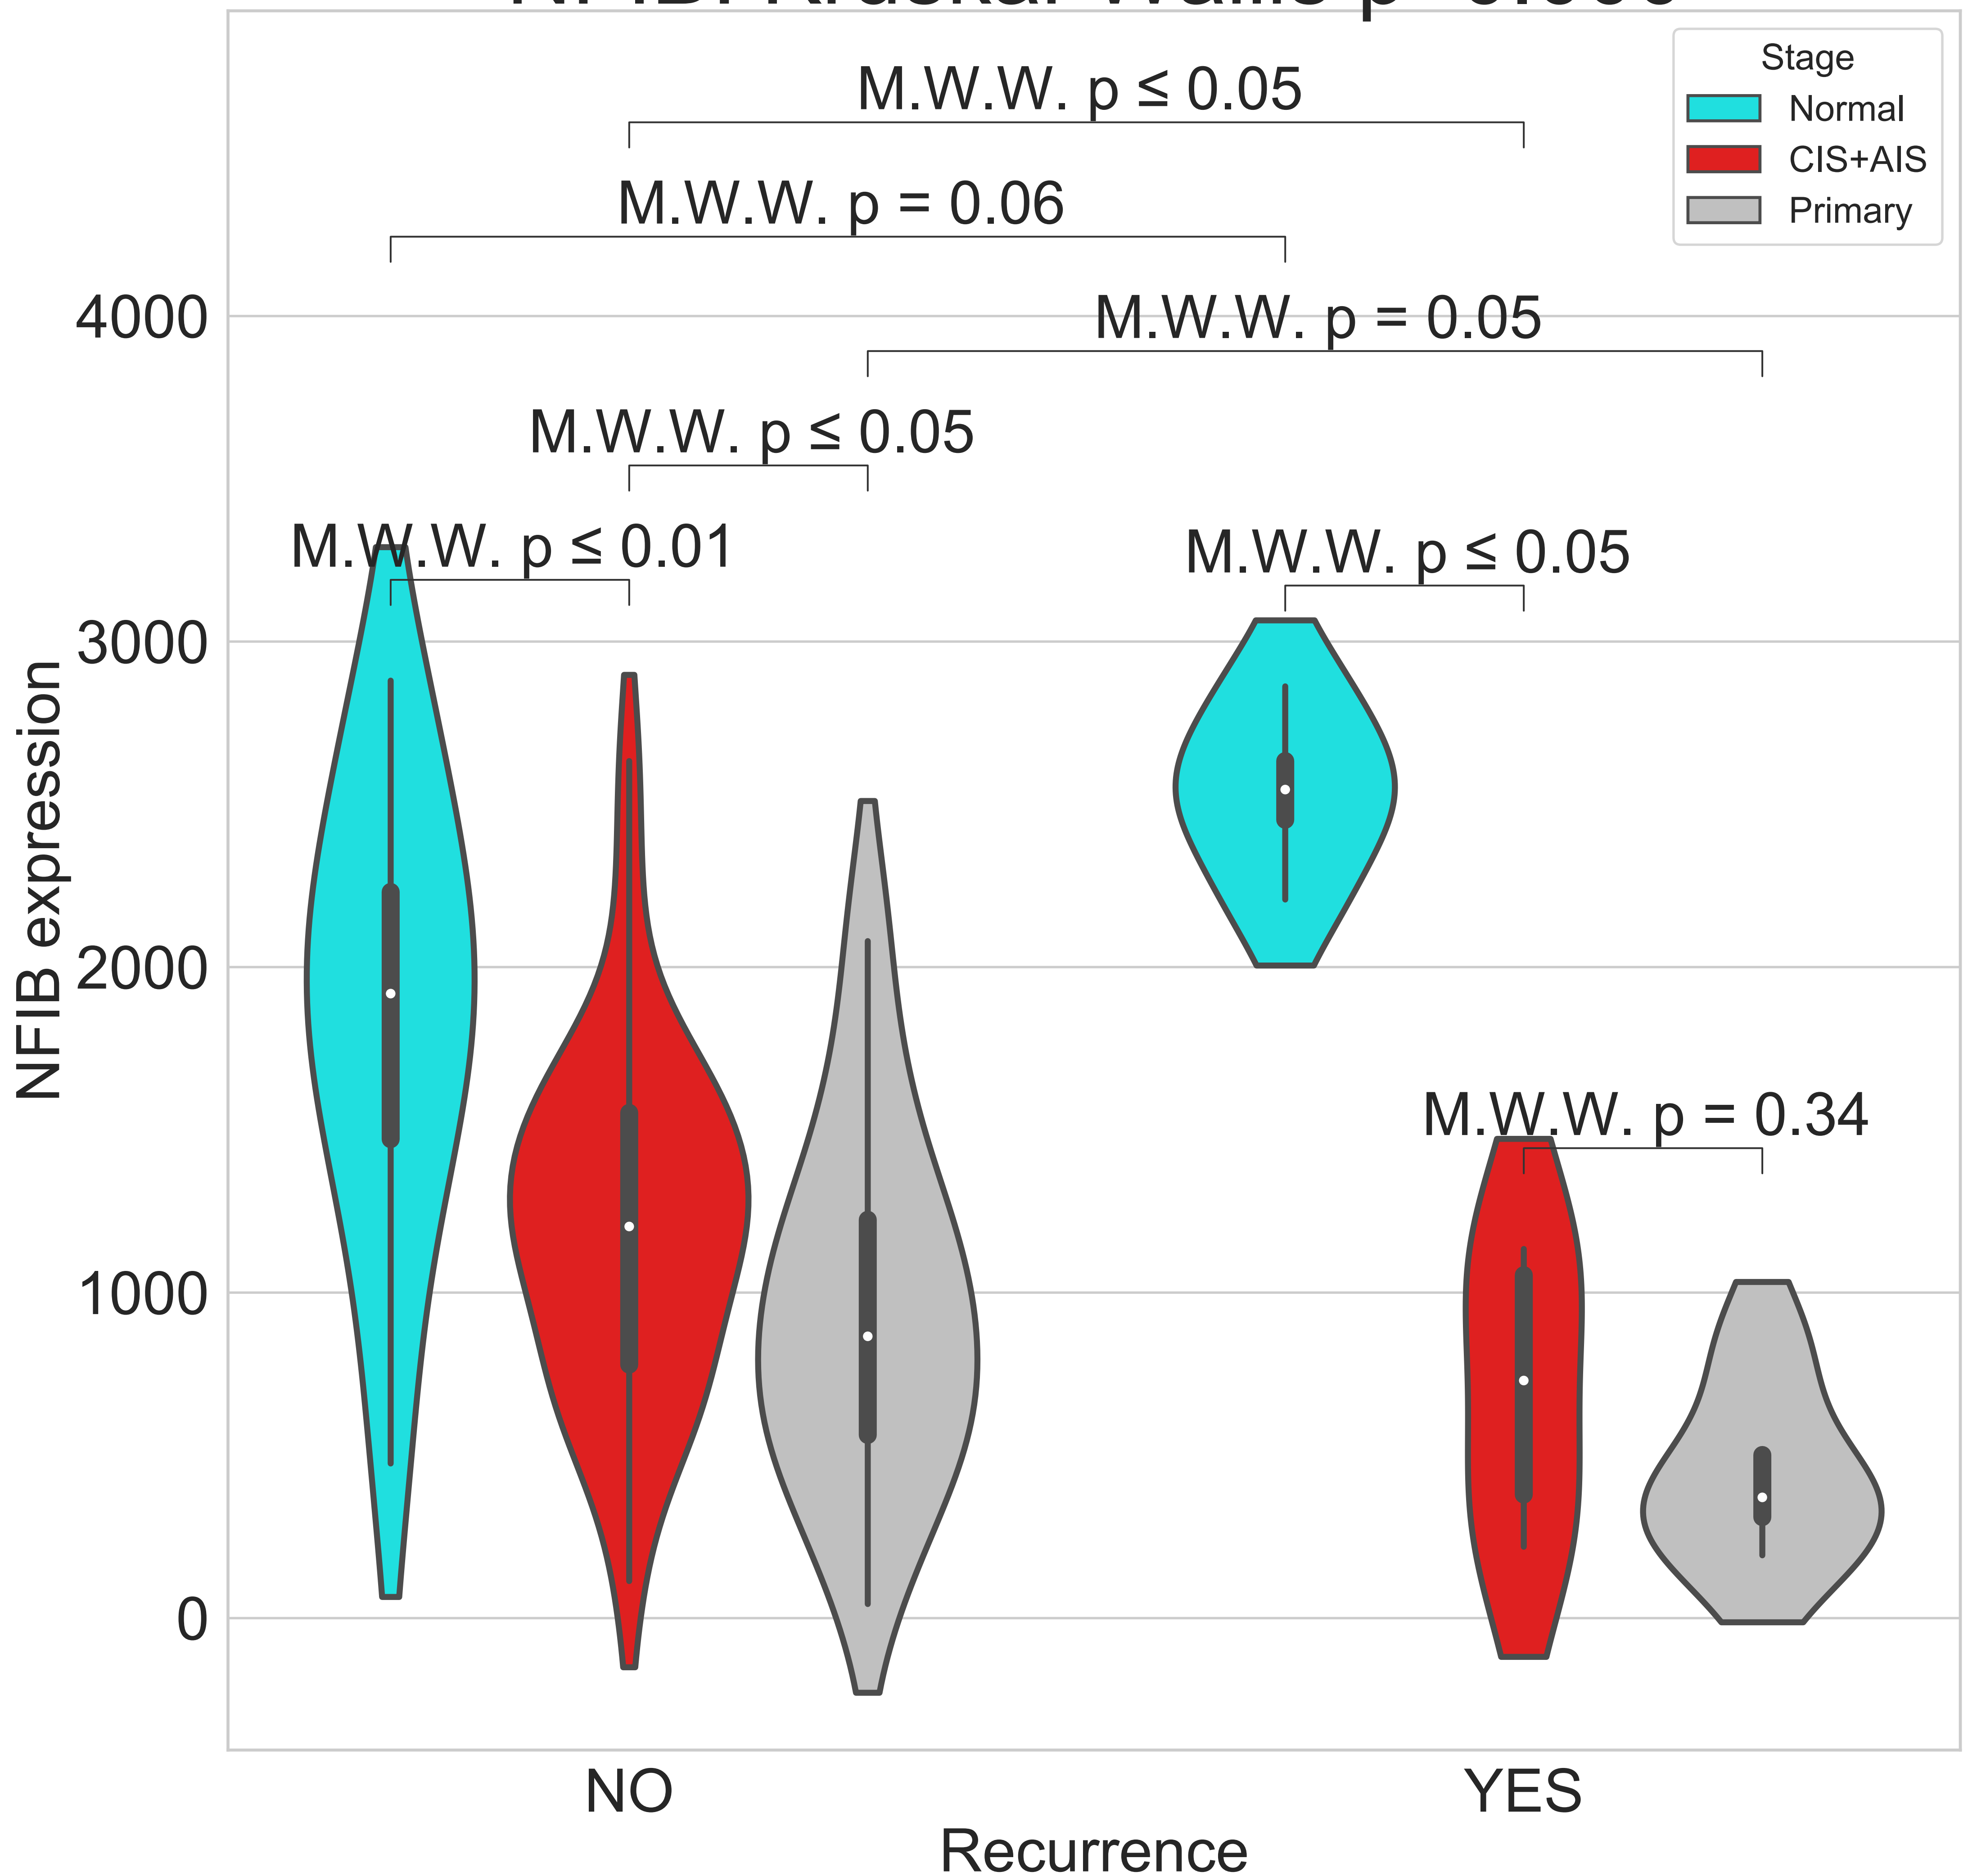 Stage
Normal
CIS+AIS
Primary
M.W.W. p ≤ 0.05
M.W.W. p = 0.06
M.W.W. p = 0.05
M.W.W. p ≤ 0.05
M.W.W. p ≤ 0.01
M.W.W. p ≤ 0.05
M.W.W. p = 0.34
NFIB expression
4000
3000
2000
1000
0
NO
YES
Recurrence